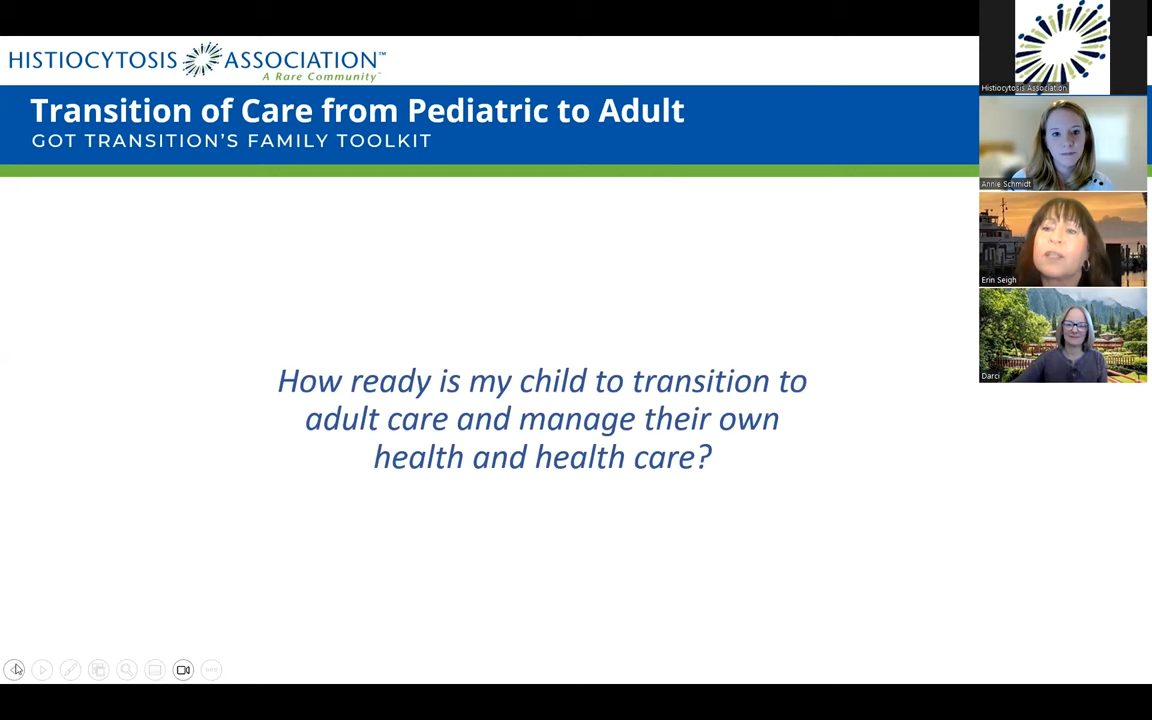 HISTIOCYTOSIS ASSOCIATION™
A Rare Community™
Transition of Care from Pediatric to Adult
GOT TRANSITION'S FAMILY TOOLKIT
How ready is my child to transition to
adult care and manage their own
health and health care?
Histiocytosis Association
Annie Schmidt
Erin Seigh
Darci